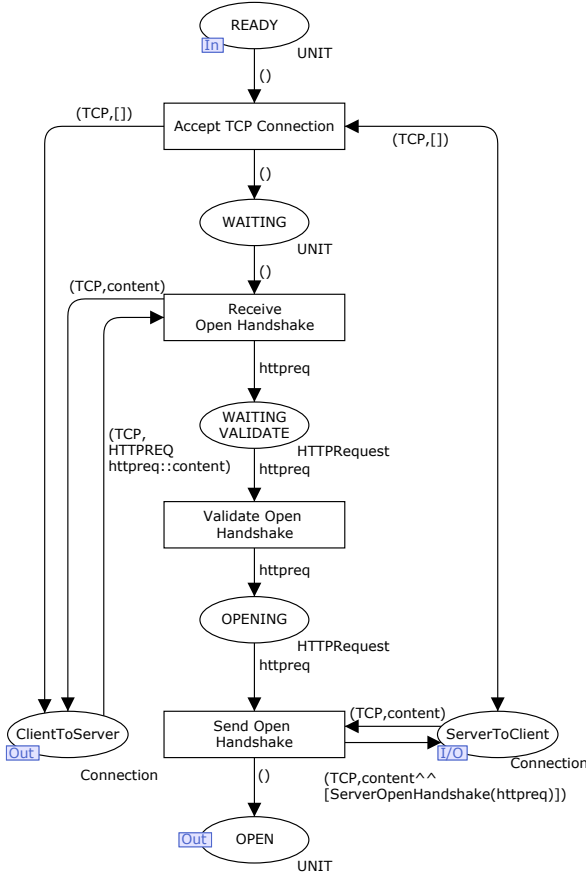 READY
In
UNIT
()
(TCP,[])
Accept TCP Connection
(TCP,[])
()
WAITING
UNIT
()
(TCP,content)
Receive
Open Handshake
httpreq
(TCP,
HTTPREQ
httpreq::content)
WAITING
VALIDATE
HTTPRequest
httpreq
Validate Open
Handshake
httpreq
OPENING
HTTPRequest
httpreq
ClientToServer
Out
Connection
Send Open
Handshake
(TCP,content)
ServerToClient
I/O
Connection
()
(TCP,content^^
[ServerOpenHandshake(httpreq)])
Out
OPEN
UNIT